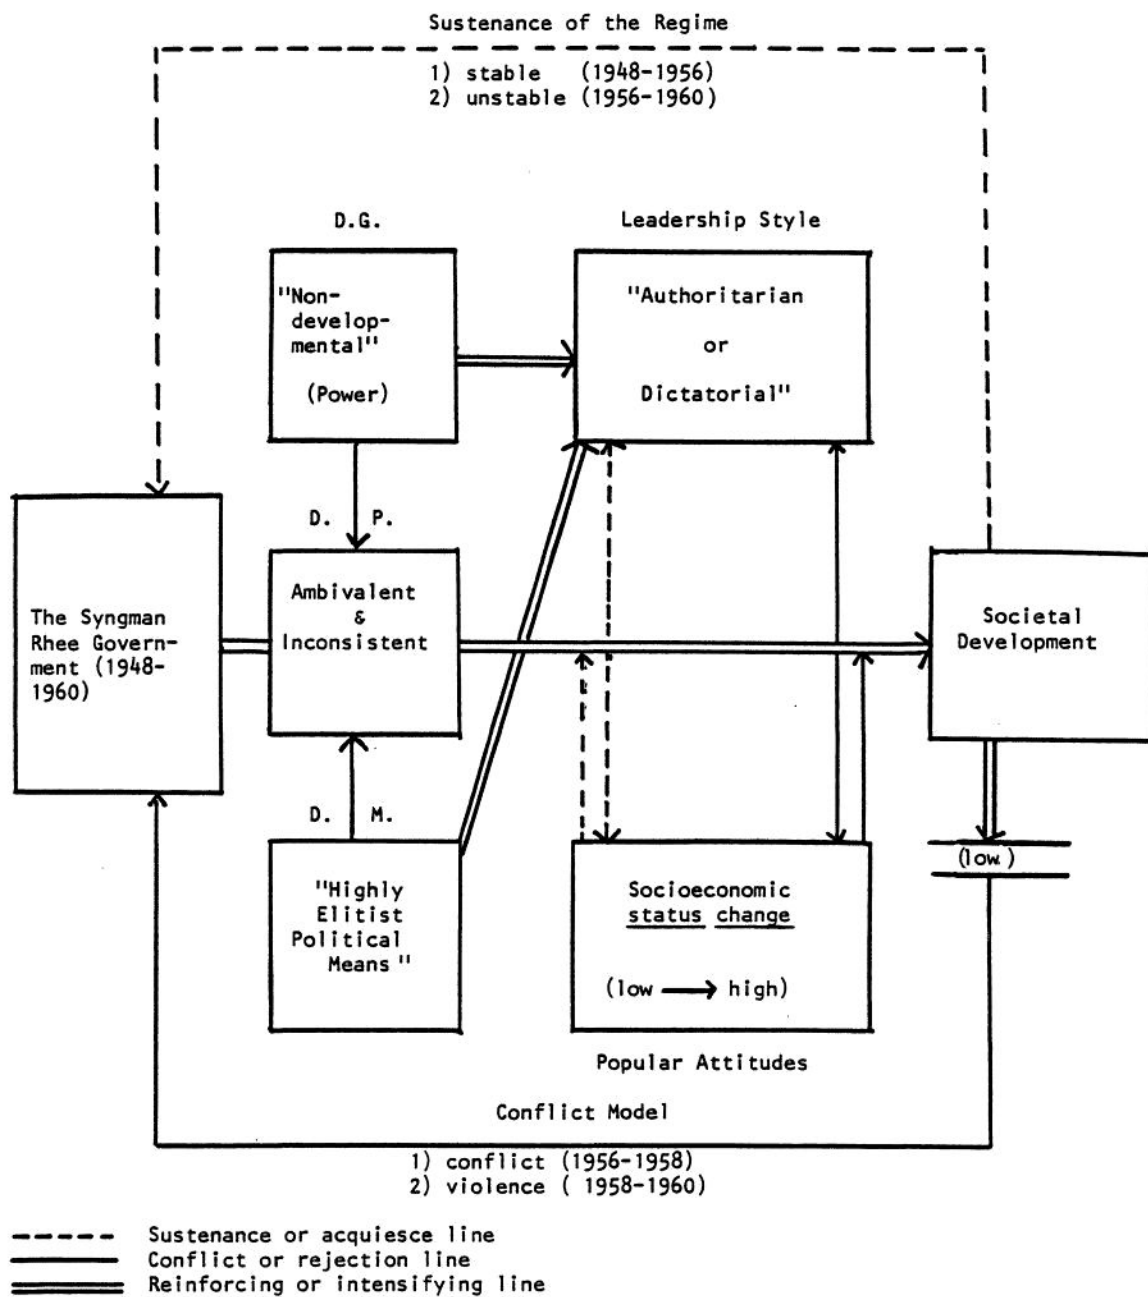 Sustenance of the Regime
1) stable (1948-1956)
2) unstable (1956-1960)
D.G.
Leadership Style
"Non-
develop-
mental"
(Power)
"Authoritarian
or
Dictatorial"
D. P.
The Syngman
Rhee Govern-
ment (1948-
1960)
Ambivalent
&
Inconsistent
Societal
Development
D. M.
(low)
"Highly
Elitist
Political
Means"
Socioeconomic
status change
(low → high)
Popular Attitudes
Conflict Model
1) conflict (1956-1958)
2) violence ( 1958-1960)
Sustenance or acquiesce line
Conflict or rejection line
Reinforcing or intensifying line